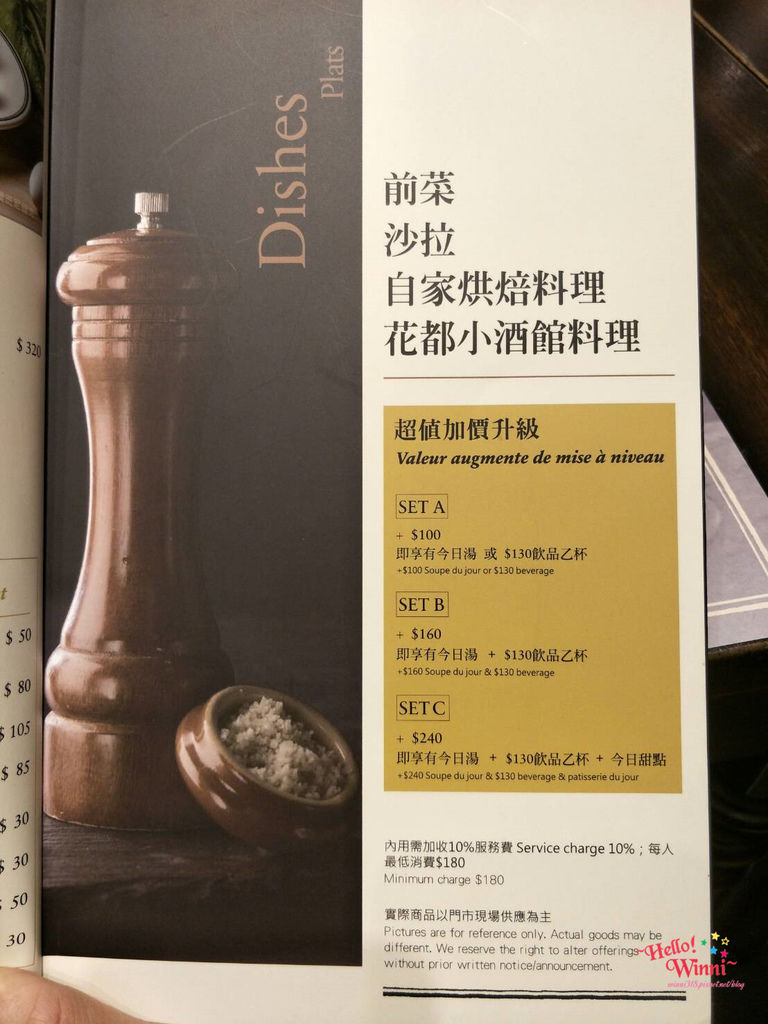 Dishes
Plats
前菜
沙拉
自家烘焙料理
花都小酒館料理
超值加價升級
Valeur augmente de mise à niveau
SET A
+ $100
即享有今日湯 或 $130飲品乙杯
+$100 Soupe du jour or $130 beverage
SET B
+ $160
即享有今日湯 + $130飲品乙杯
+$160 Soupe du jour & $130 beverage
SET C
+ $240
即享有今日湯 + $130飲品乙杯 + 今日甜點
+$240 Soupe du jour & $130 beverage & patisserie du jour
內用需加收10%服務費 Service charge 10%；每人
最低消費$180
Minimum charge $180
實際商品以門市現場供應為主
Pictures are for reference only. Actual goods may be
different. We reserve the right to alter offerings
without prior written notice/announcement.
$ 320
$ 50
$ 80
$ 105
$ 85
$ 30
$ 30
50
30
~Hello!
Winni~
winni318.pixnet.net/blog